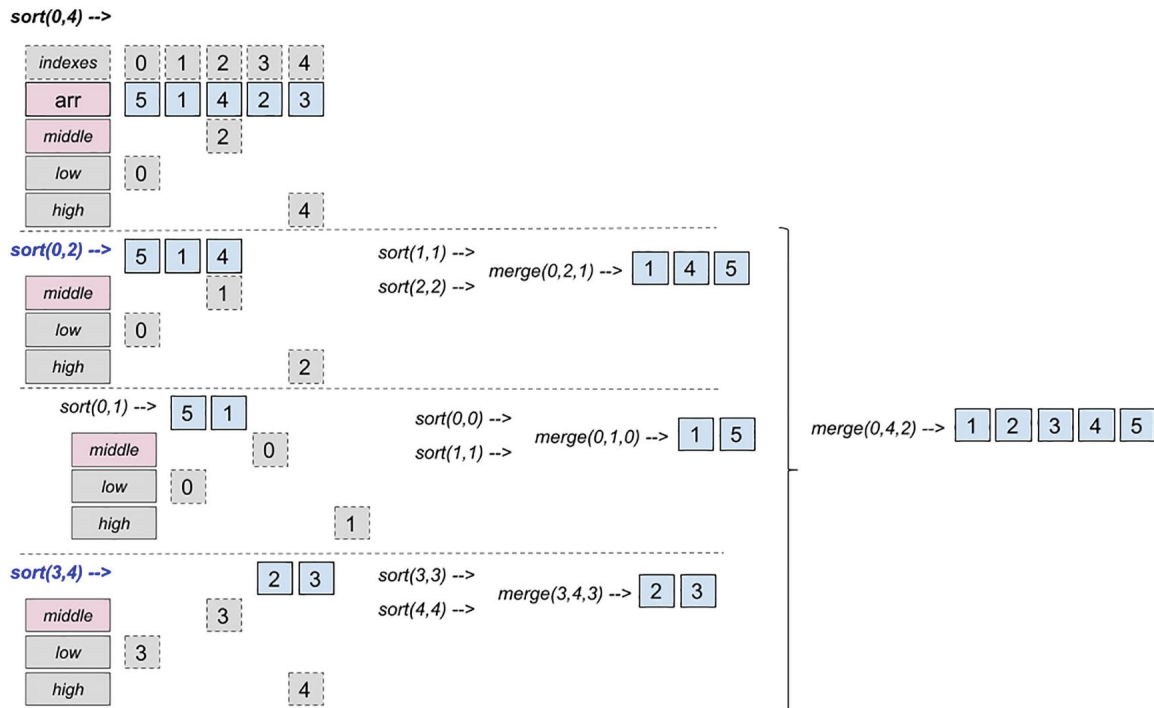 sort(0,4) -->
indexes 0 1 2 3 4
arr 5 1 4 2 3
middle 2
low 0
high 4
sort(0,2) --> 5 1 4
middle 1
low 0
high 2
sort(1,1) -->
sort(2,2) -->
merge(0,2,1) --> 1 4 5
sort(0,1) --> 5 1
middle 0
low 0
high 1
sort(0,0) -->
sort(1,1) -->
merge(0,1,0) --> 1 5
sort(3,4) --> 2 3
middle 3
low 3
high 4
sort(3,3) -->
sort(4,4) -->
merge(3,4,3) --> 2 3
merge(0,4,2) --> 1 2 3 4 5